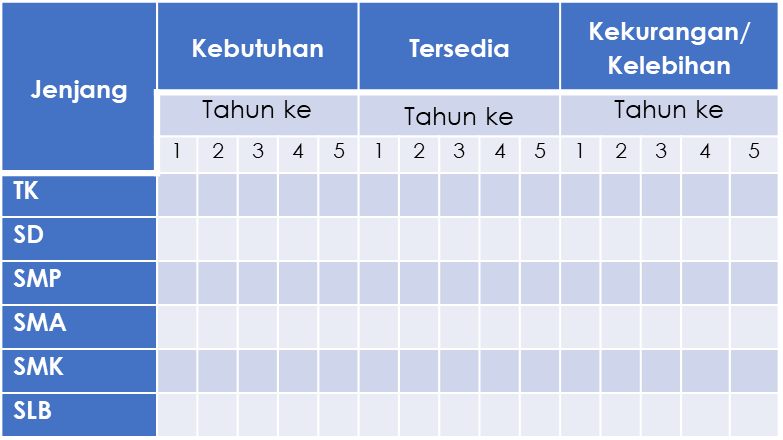 Jenjang
Kebutuhan
Tersedia
Kekurangan/
Kelebihan
Tahun ke
Tahun ke
Tahun ke
1 2 3 4 5 1 2 3 4 5 1 2 3 4 5
TK
SD
SMP
SMA
SMK
SLB